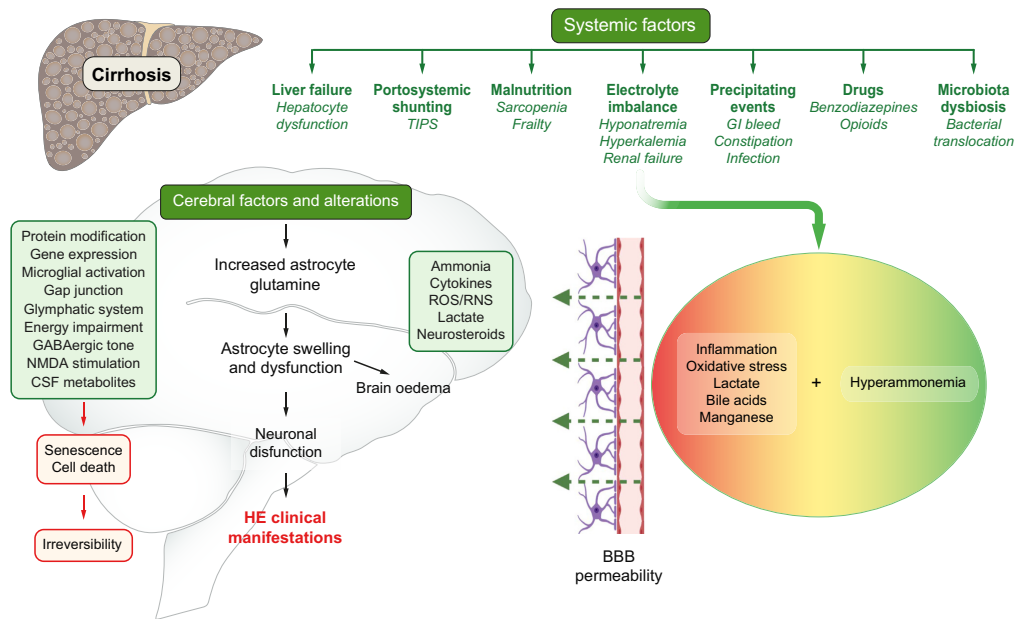 Cirrhosis
Systemic factors
Liver failure
Hepatocyte
dysfunction
Portosystemic
shunting
TIPS
Malnutrition
Sarcopenia
Frailty
Electrolyte
imbalance
Hyponatremia
Hyperkalemia
Renal failure
Precipitating
events
GI bleed
Constipation
Infection
Drugs
Benzodiazepines
Opioids
Microbiota
dysbiosis
Bacterial
translocation
Cerebral factors and alterations
Protein modification
Gene expression
Microglial activation
Gap junction
Glymphatic system
Energy impairment
GABAergic tone
NMDA stimulation
CSF metabolites
Senescence
Cell death
Irreversibility
Increased astrocyte
glutamine
Astrocyte swelling
and dysfunction
Brain oedema
Neuronal
disfunction
HE clinical
manifestations
Ammonia
Cytokines
ROS/RNS
Lactate
Neurosteroids
BBB
permeability
Inflammation
Oxidative stress
Lactate
Bile acids
Manganese
+
Hyperammonemia